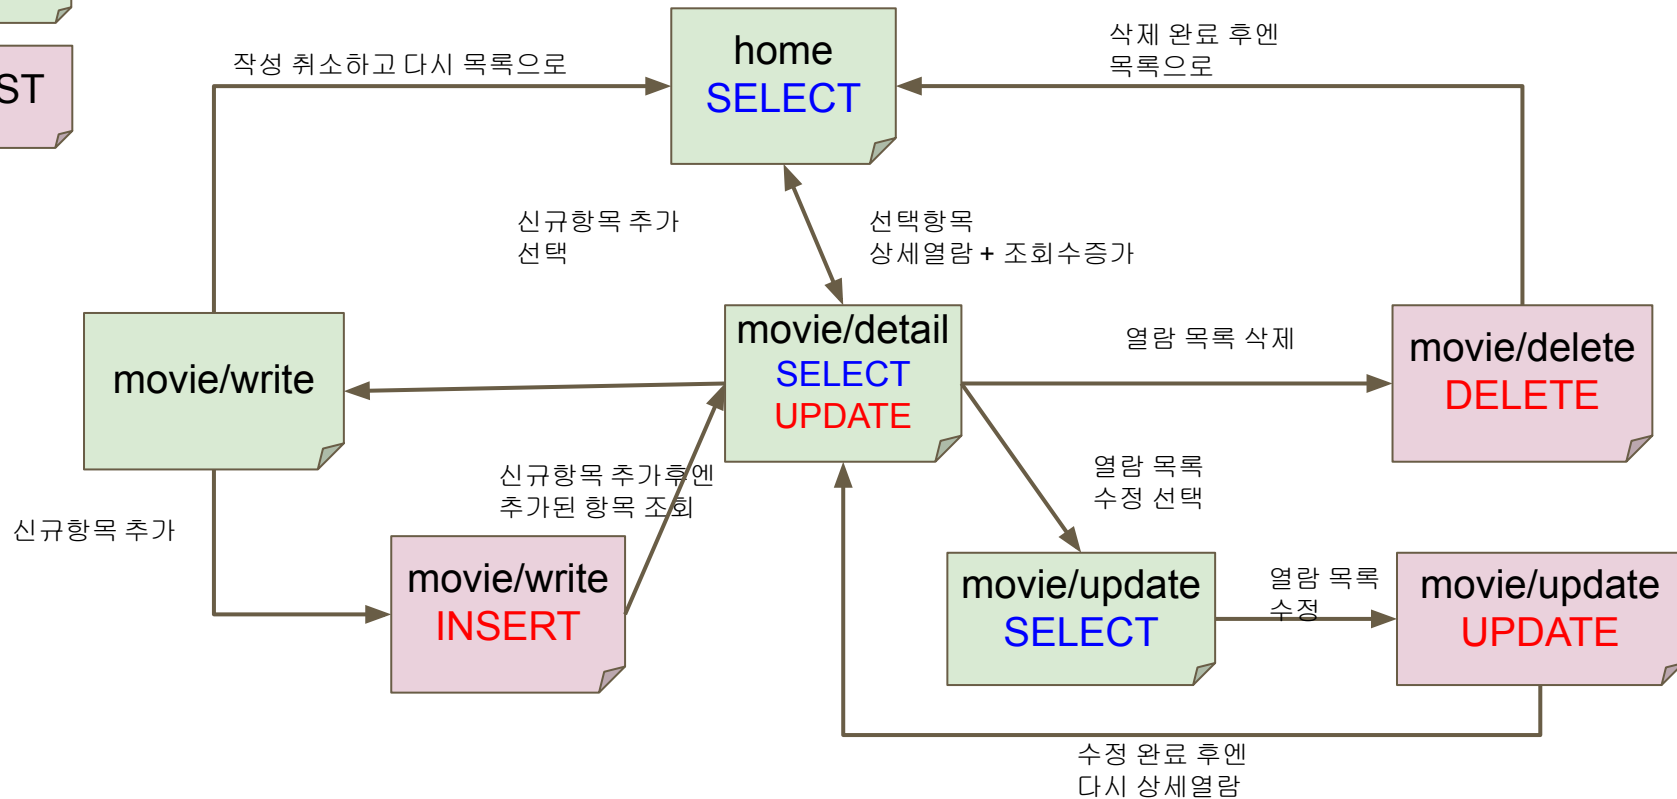 작성 취소하고 다시 목록으로
home
SELECT
삭제 완료 후엔
목록으로
ST
신규항목 추가
선택
선택항목
상세열람 + 조회수증가
movie/write
movie/detail
SELECT
UPDATE
열람 목록 삭제
movie/delete
DELETE
신규항목 추가후엔
추가된 항목 조회
열람 목록
수정 선택
신규항목 추가
movie/write
INSERT
movie/update
SELECT
열람 목록
수정
movie/update
UPDATE
수정 완료 후엔
다시 상세열람